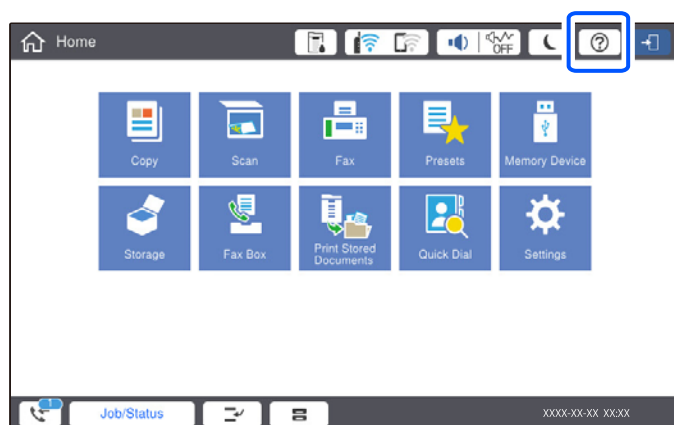 Home
OFF
?
Copy
Scan
Fax
Presets
Memory Device
Storage
Fax Box
Print Stored
Documents
Quick Dial
Settings
1
Job/Status
XXXX-XX-XX XX:XX